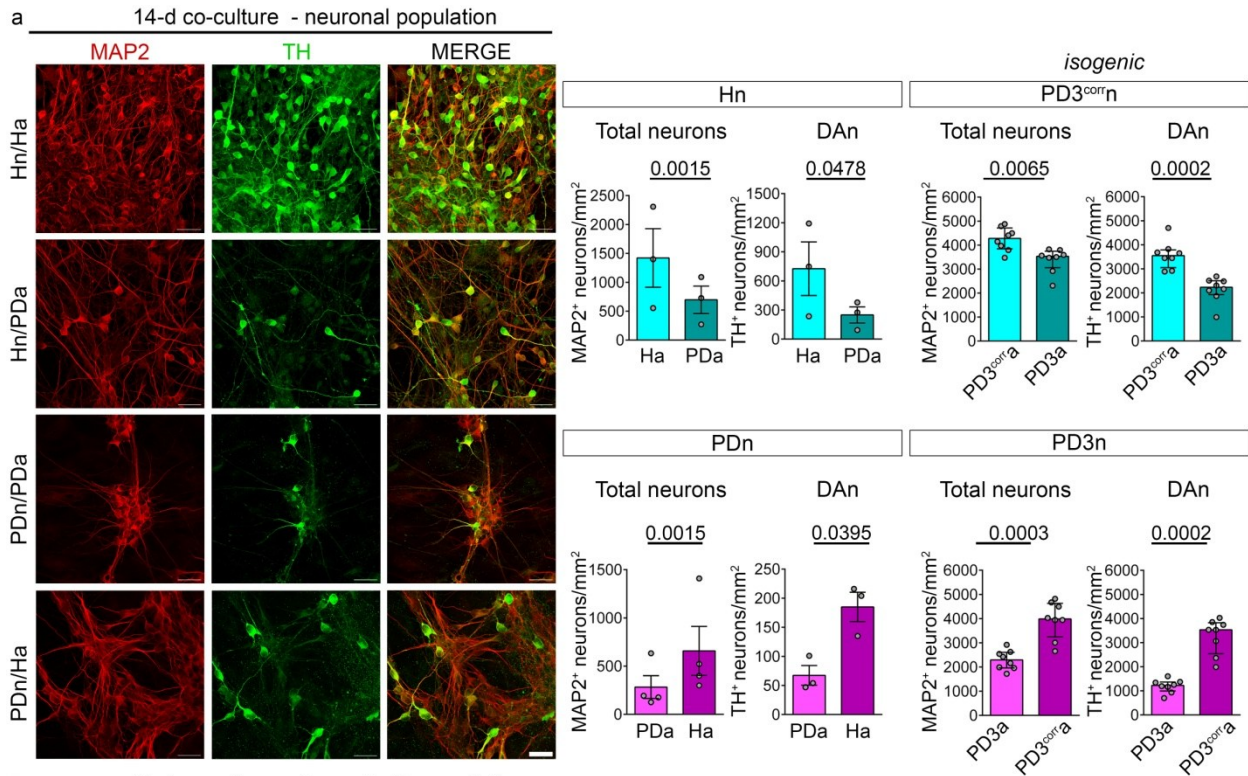 a
14-d co-culture - neuronal population
MAP2 TH MERGE
Hn/Ha
Hn/PDa
PDn/PDa
PDn/Ha
Hn
Total neurons DAn
0.0015 0.0478
MAP2⁺ neurons/mm²
2500
2000
1500
1000
500
0
Ha PDa
TH⁺ neurons/mm²
1500
1200
900
600
300
0
Ha PDa
isogenic
PD3ᶜᵒʳʳn
Total neurons DAn
0.0065 0.0002
MAP2⁺ neurons/mm²
6000
5000
4000
3000
2000
1000
0
PD3ᶜᵒʳʳa PD3a
TH⁺ neurons/mm²
6000
5000
4000
3000
2000
1000
0
PD3ᶜᵒʳʳa PD3a
PDn
Total neurons DAn
0.0015 0.0395
MAP2⁺ neurons/mm²
1500
1000
500
0
PDa Ha
TH⁺ neurons/mm²
250
200
150
100
50
0
PDa Ha
PD3n
Total neurons DAn
0.0003 0.0002
MAP2⁺ neurons/mm²
6000
5000
4000
3000
2000
1000
0
PD3a PD3ᶜᵒʳʳa
TH⁺ neurons/mm²
6000
5000
4000
3000
2000
1000
0
PD3a PD3ᶜᵒʳʳa